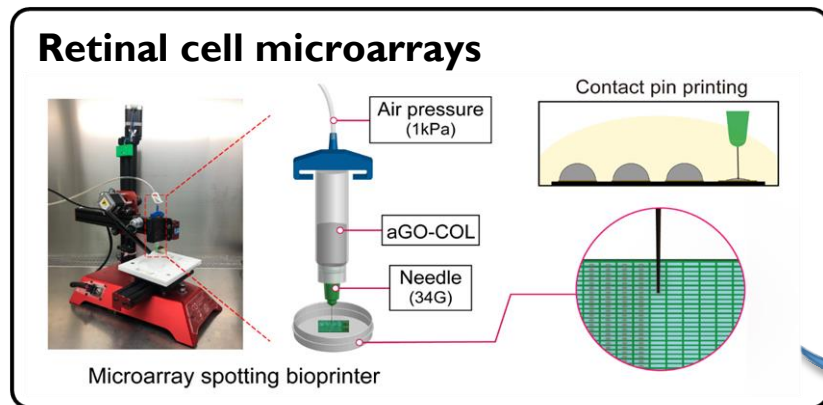 Retinal cell microarrays
Air pressure
(1kPa)
aGO-COL
Needle
(34G)
Contact pin printing
Microarray spotting bioprinter